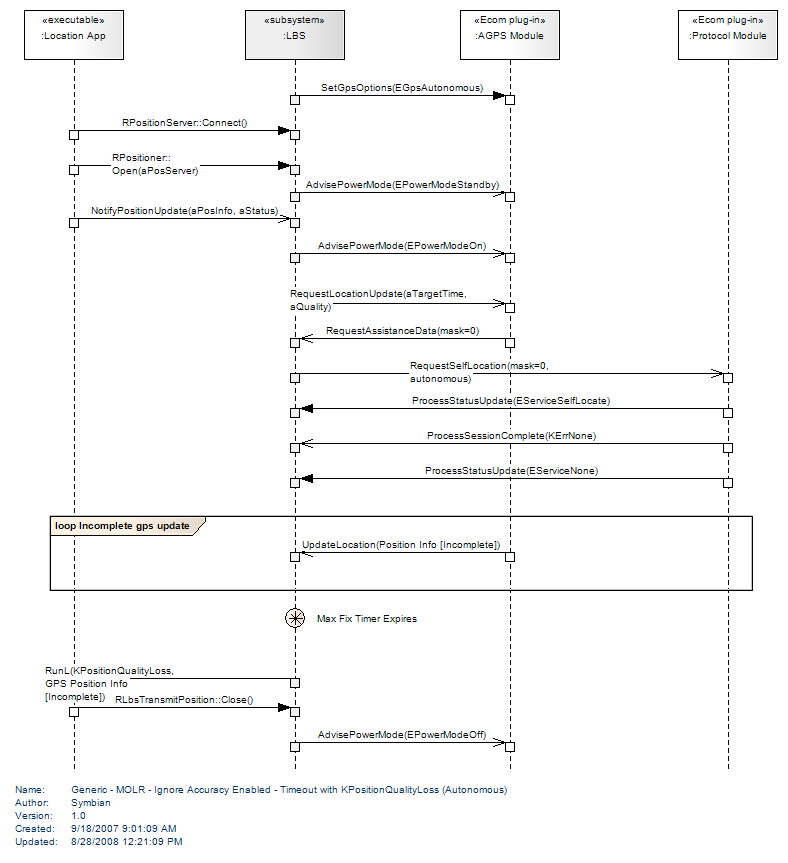 «executable»
:Location App
«subsystem»
:LBS
«Ecom plug-in»
:AGPS Module
«Ecom plug-in»
:Protocol Module
SetGpsOptions(EGpsAutonomous)
RPositionServer::Connect()
RPositioner::
Open(aPosServer)
AdvisePowerMode(EPowerModeStandby)
NotifyPositionUpdate(aPosInfo, aStatus)
AdvisePowerMode(EPowerModeOn)
RequestLocationUpdate(aTargetTime,
aQuality)
RequestAssistanceData(mask=0)
RequestSelfLocation(mask=0,
autonomous)
ProcessStatusUpdate(EServiceSelfLocate)
ProcessSessionComplete(KErrNone)
ProcessStatusUpdate(EServiceNone)
loop Incomplete gps update
UpdateLocation(Position Info [Incomplete])
Max Fix Timer Expires
RunL(KPositionQualityLoss,
GPS Position Info
[Incomplete])
RLbsTransmitPosition::Close()
AdvisePowerMode(EPowerModeOff)
Name: Generic - MOLR - Ignore Accuracy Enabled - Timeout with KPositionQualityLoss (Autonomous)
Author: Symbian
Version: 1.0
Created: 9/18/2007 9:01:09 AM
Updated: 8/28/2008 12:21:09 PM